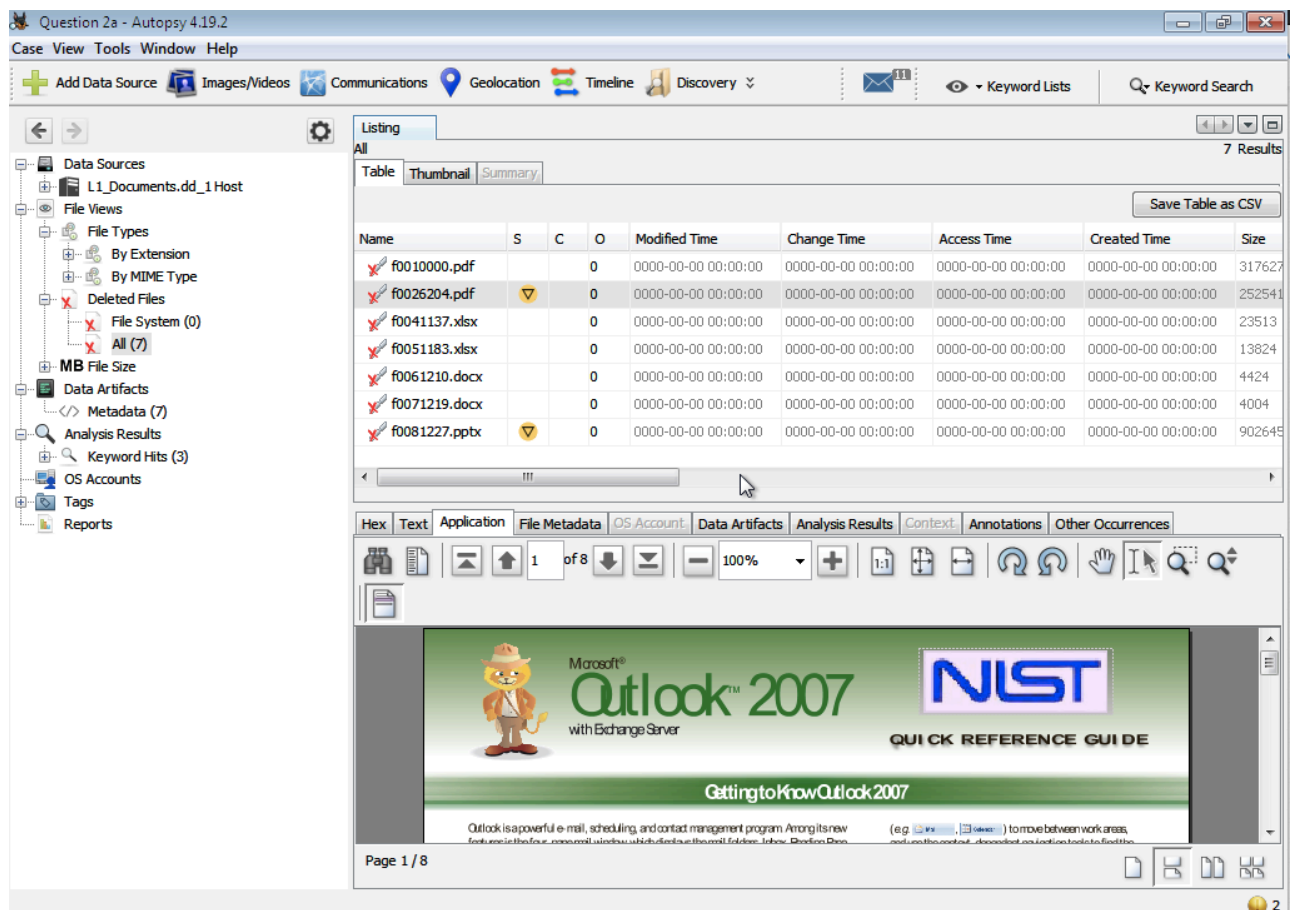 Question 2a - Autopsy 4.19.2
Case View Tools Window Help
Add Data Source Images/Videos Communications Geolocation Timeline Discovery 11 Keyword Lists Keyword Search
Data Sources
L1_Documents.dd_1 Host
File Views
File Types
By Extension
By MIME Type
Deleted Files
File System (0)
All (7)
MB File Size
Data Artifacts
Metadata (7)
Analysis Results
Keyword Hits (3)
OS Accounts
Tags
Reports
Listing
All 7 Results
Table Thumbnail Summary
Save Table as CSV
Name S C O Modified Time Change Time Access Time Created Time Size
f0010000.pdf 0 0000-00-00 00:00:00 0000-00-00 00:00:00 0000-00-00 00:00:00 0000-00-00 00:00:00 317627
f0026204.pdf 0 0000-00-00 00:00:00 0000-00-00 00:00:00 0000-00-00 00:00:00 0000-00-00 00:00:00 252541
f0041137.xlsx 0 0000-00-00 00:00:00 0000-00-00 00:00:00 0000-00-00 00:00:00 0000-00-00 00:00:00 23513
f0051183.xlsx 0 0000-00-00 00:00:00 0000-00-00 00:00:00 0000-00-00 00:00:00 0000-00-00 00:00:00 13824
f0061210.docx 0 0000-00-00 00:00:00 0000-00-00 00:00:00 0000-00-00 00:00:00 0000-00-00 00:00:00 4424
f0071219.docx 0 0000-00-00 00:00:00 0000-00-00 00:00:00 0000-00-00 00:00:00 0000-00-00 00:00:00 4004
f0081227.pptx 0 0000-00-00 00:00:00 0000-00-00 00:00:00 0000-00-00 00:00:00 0000-00-00 00:00:00 902645
Hex Text Application File Metadata OS Account Data Artifacts Analysis Results Context Annotations Other Occurrences
1 of 8 100% 1:1
Microsoft®
Outlook™ 2007
with Exchange Server
NIST
QUICK REFERENCE GUIDE
Getting to Know Outlook 2007
Outlook is a powerful e-mail, scheduling, and contact management program. Among its new
(e.g. , ) to move between work areas,
Page 1 / 8
2